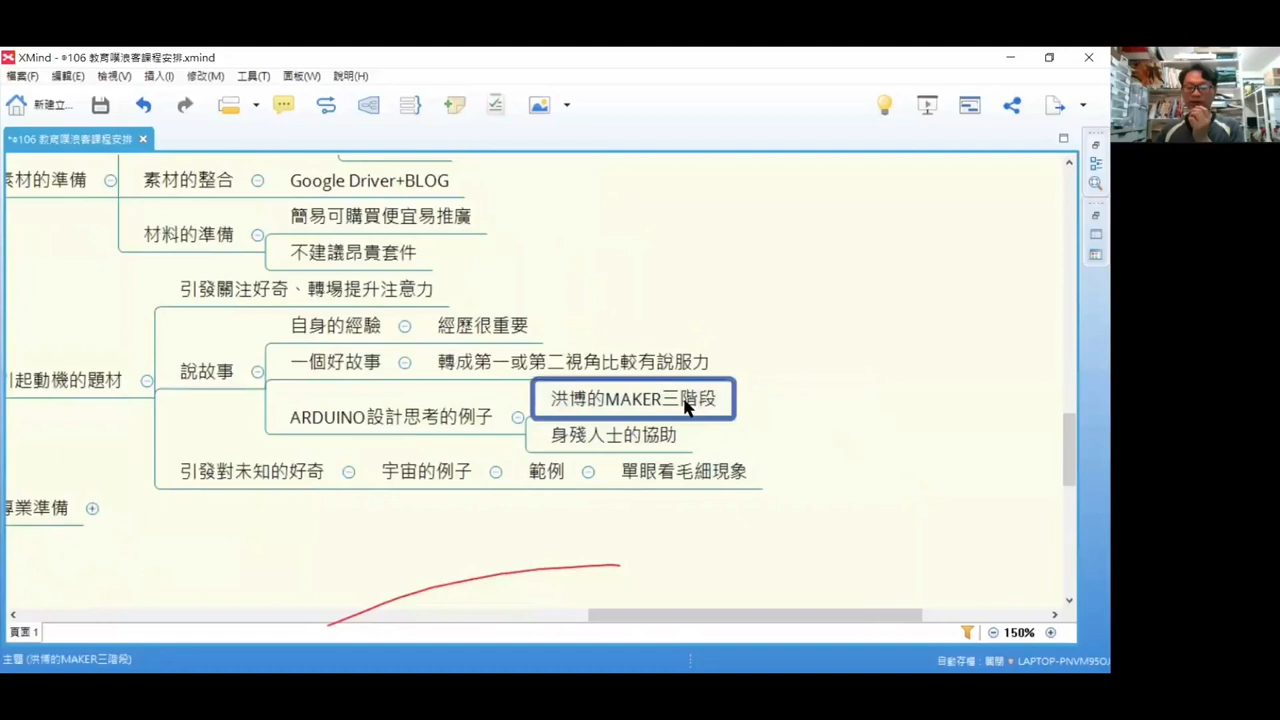 XMind - 106 教育噗浪客課程安排.xmind
檔案(F) 編輯(E) 檢視(V) 插入(I) 修改(M) 工具(T) 面板(W) 說明(H)
新建立...
106 教育噗浪客課程安排
素材的準備 素材的整合 Google Driver+BLOG
簡易可購買便宜易推廣
材料的準備
不建議昂貴套件
引發關注好奇、轉場提升注意力
自身的經驗 經歷很重要
一個好故事 轉成第一或第二視角比較有說服力
說故事
引起動機的題材
洪博的MAKER三階段
ARDUINO設計思考的例子
身殘人士的協助
引發對未知的好奇 宇宙的例子 範例 單眼看毛細現象
專業準備
頁面 1
150%
主題 (洪博的MAKER三階段)
自動存檔：關閉 LAPTOP-PNVM95OJ